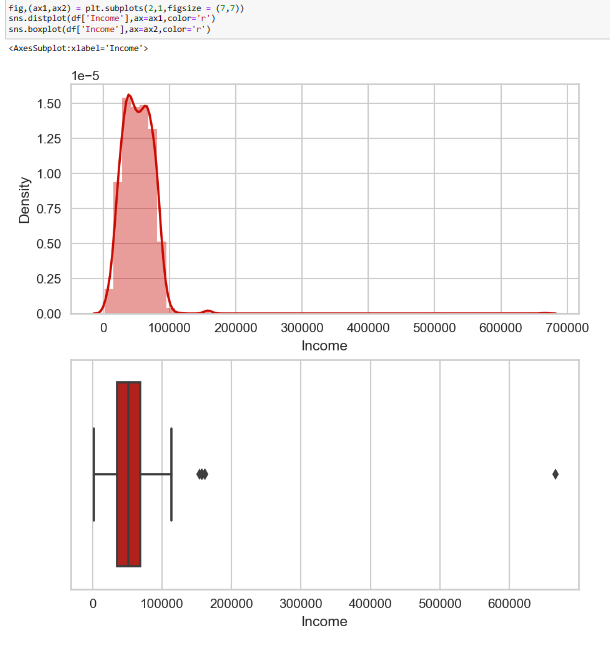 fig,(ax1,ax2) = plt.subplots(2,1,figsize = (7,7))
sns.distplot(df['Income'],ax=ax1,color='r')
sns.boxplot(df['Income'],ax=ax2,color='r')
<AxesSubplot:xlabel='Income'>
1e−5
1.50
1.25
1.00
0.75
0.50
0.25
0.00
Density
0 100000 200000 300000 400000 500000 600000 700000
Income
0 100000 200000 300000 400000 500000 600000
Income